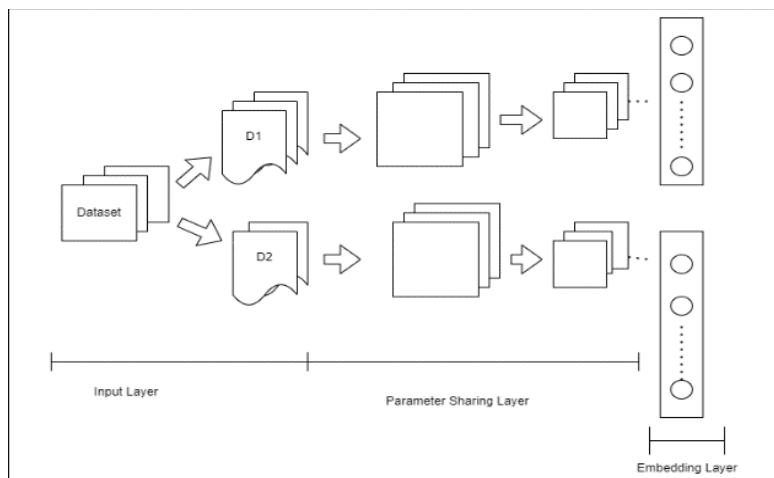 D1
Dataset
D2
Input Layer
Parameter Sharing Layer
Embedding Layer